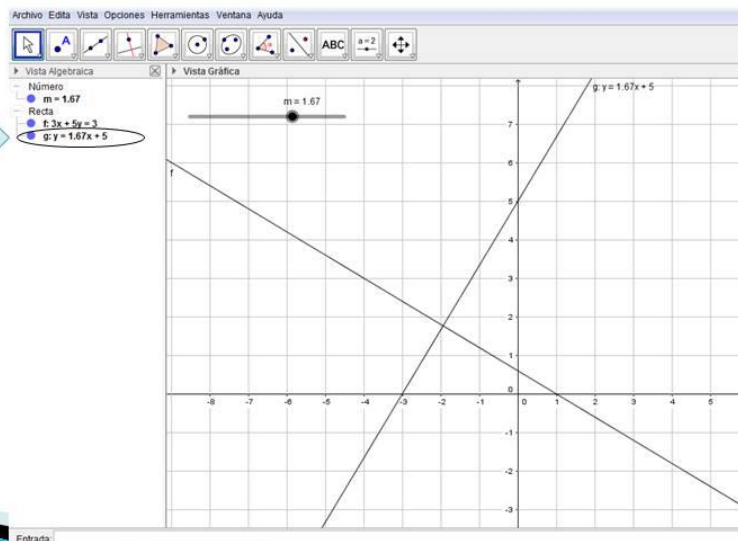 Archivo Edita Vista Opciones Herramientas Ventana Ayuda
A
ABC
a=2
Vista Algebraica
Vista Gráfica
Número
m = 1.67
Recta
f: 3x + 5y = 3
g: y = 1.67x + 5
m = 1.67
g: y = 1.67x + 5
f
7
6
5
4
3
2
1
0
-8 -7 -6 -5 -4 -3 -2 -1 0 1 2 3 4 5
-1
-2
-3
Entrada: